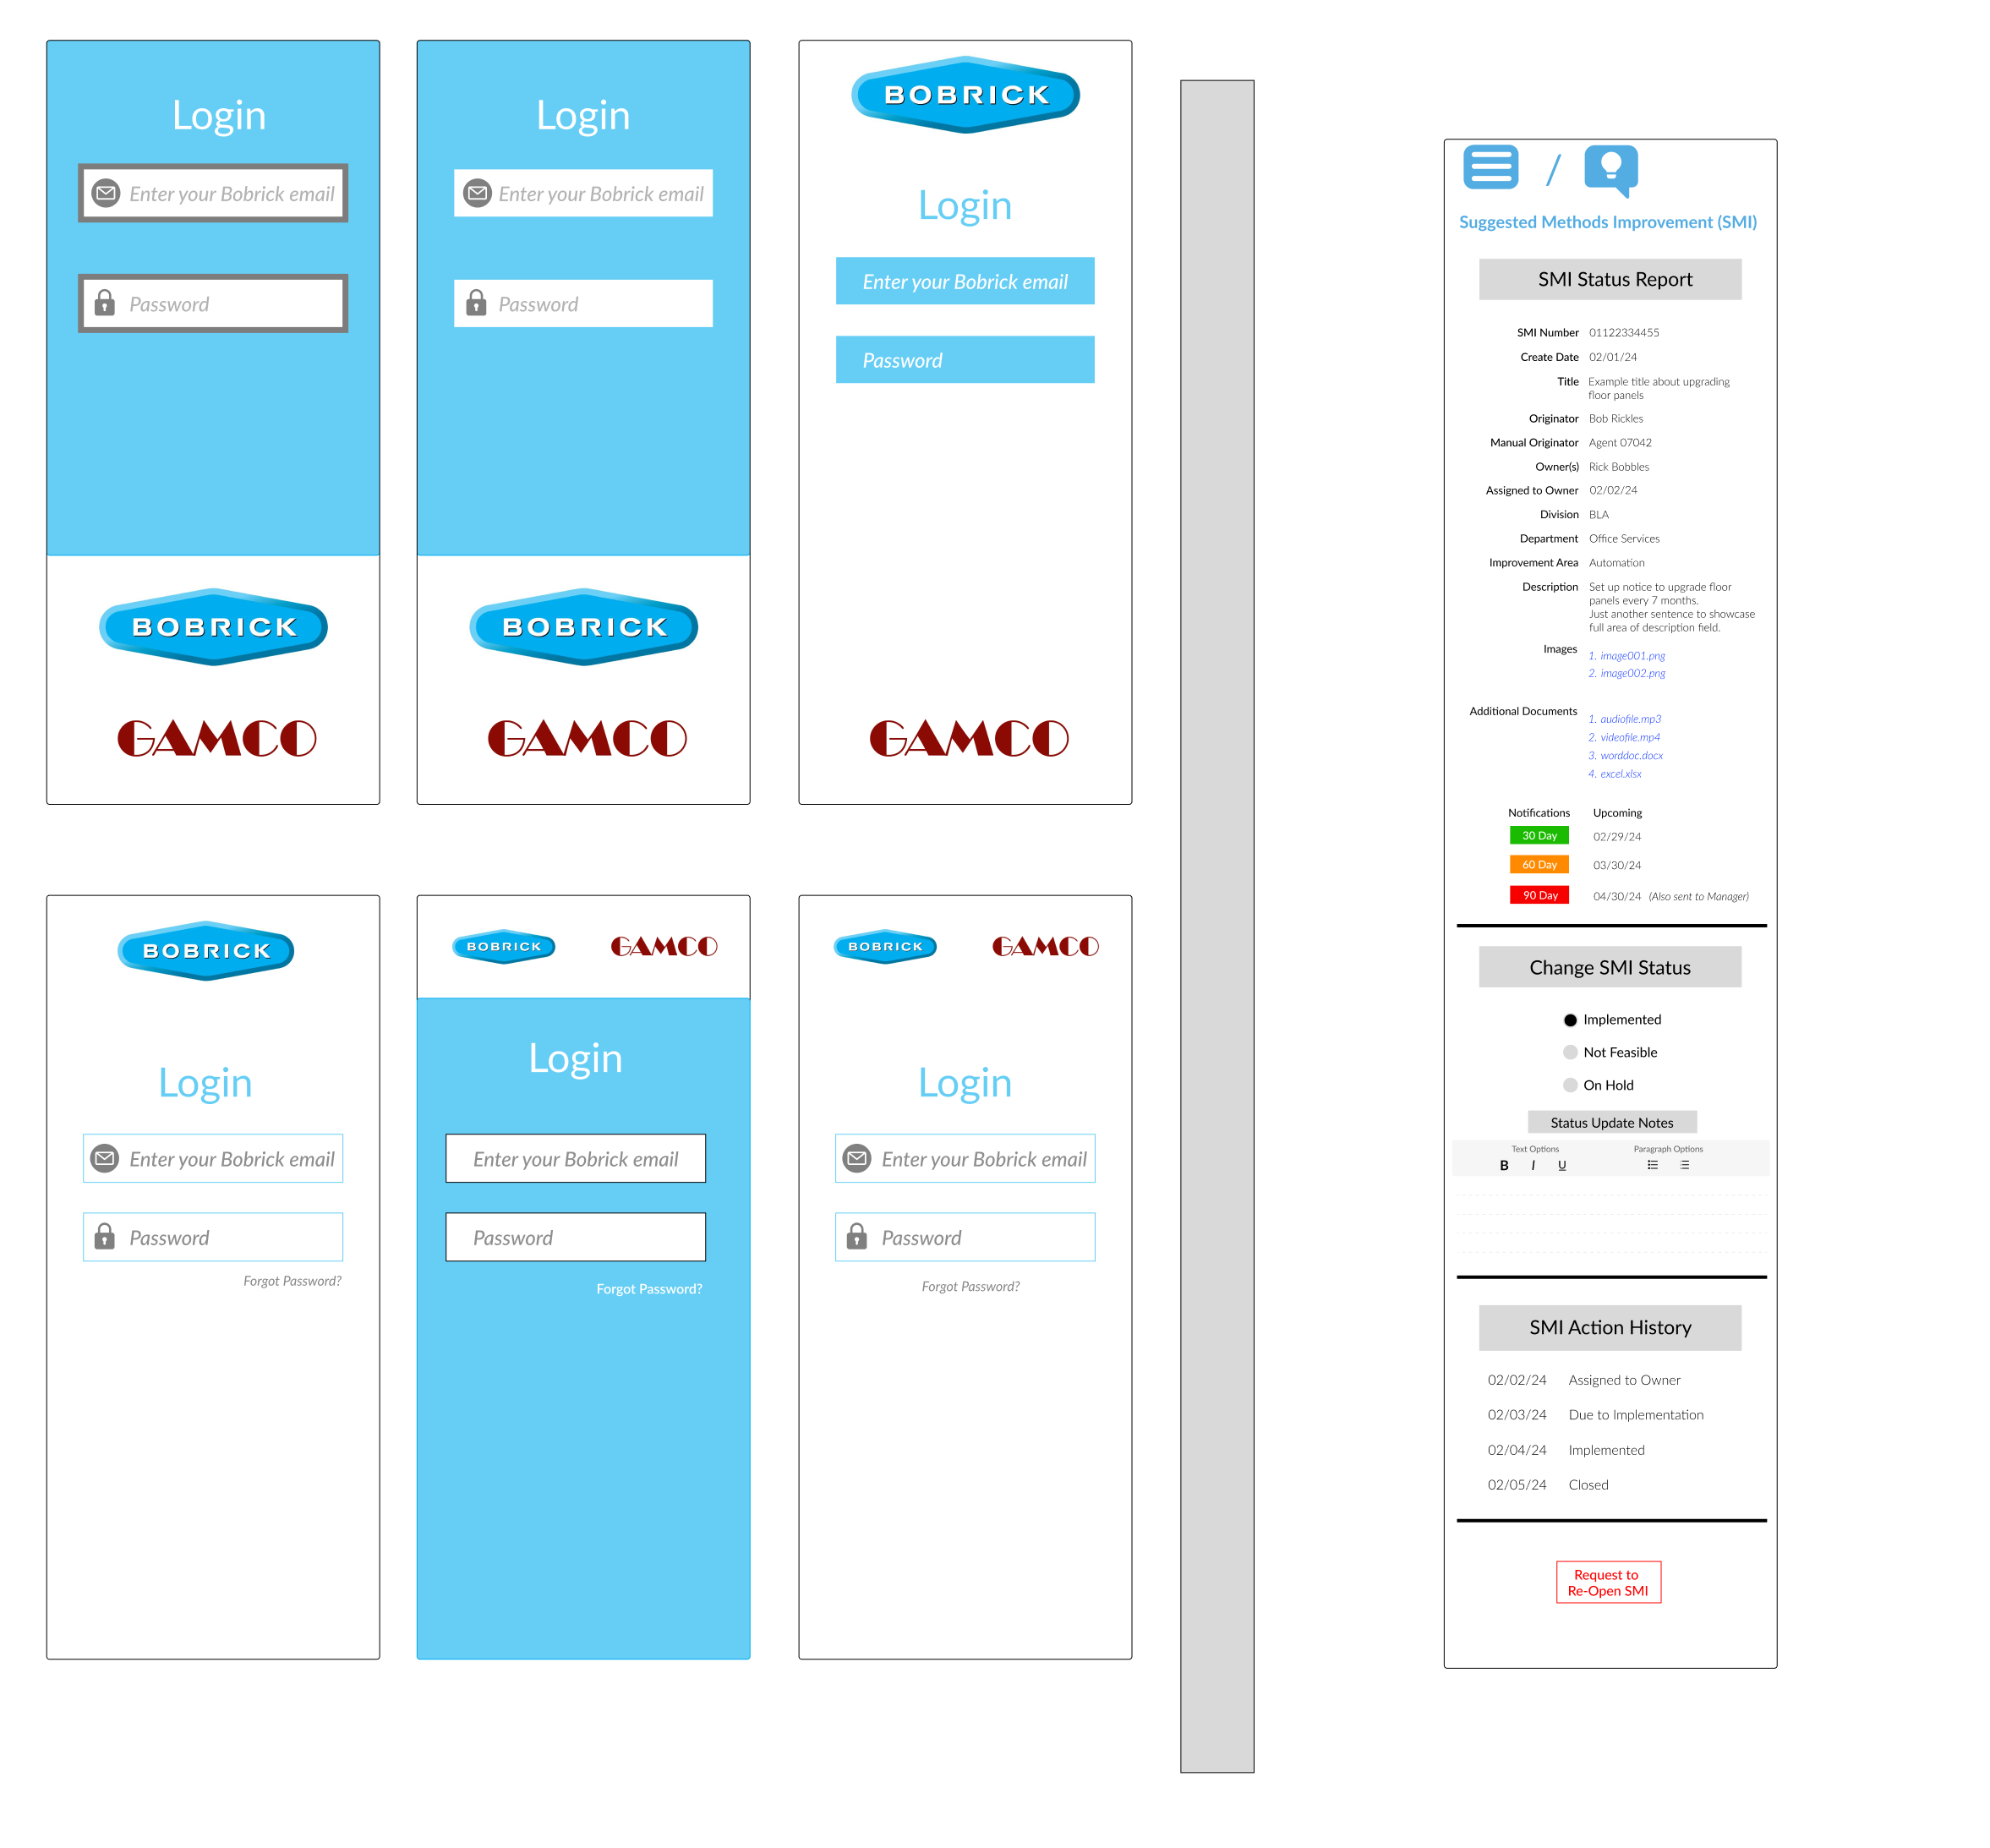 Login
Enter your Bobrick email
Password
BOBRICK
GAMCO
Login
Enter your Bobrick email
Password
BOBRICK
GAMCO
BOBRICK
Login
Enter your Bobrick email
Password
GAMCO
BOBRICK
Login
Enter your Bobrick email
Password
Forgot Password?
BOBRICK GAMCO
Login
Enter your Bobrick email
Password
Forgot Password?
BOBRICK GAMCO
Login
Enter your Bobrick email
Password
Forgot Password?
/
Suggested Methods Improvement (SMI)
SMI Status Report
SMI Number 01122334455
Create Date 02/01/24
Title Example title about upgrading
floor panels
Originator Bob Rickles
Manual Originator Agent 07042
Owner(s) Rick Bobbles
Assigned to Owner 02/02/24
Division BLA
Department Office Services
Improvement Area Automation
Description Set up notice to upgrade floor
panels every 7 months.
Just another sentence to showcase
full area of description field.
Images
1. image001.png
2. image002.png
Additional Documents
1. audiofile.mp3
2. videofile.mp4
3. worddoc.docx
4. excel.xlsx
Notifications Upcoming
30 Day 02/29/24
60 Day 03/30/24
90 Day 04/30/24 (Also sent to Manager)
Change SMI Status
Implemented
Not Feasible
On Hold
Status Update Notes
Text Options Paragraph Options
B I U
SMI Action History
02/02/24 Assigned to Owner
02/03/24 Due to Implementation
02/04/24 Implemented
02/05/24 Closed
Request to
Re-Open SMI